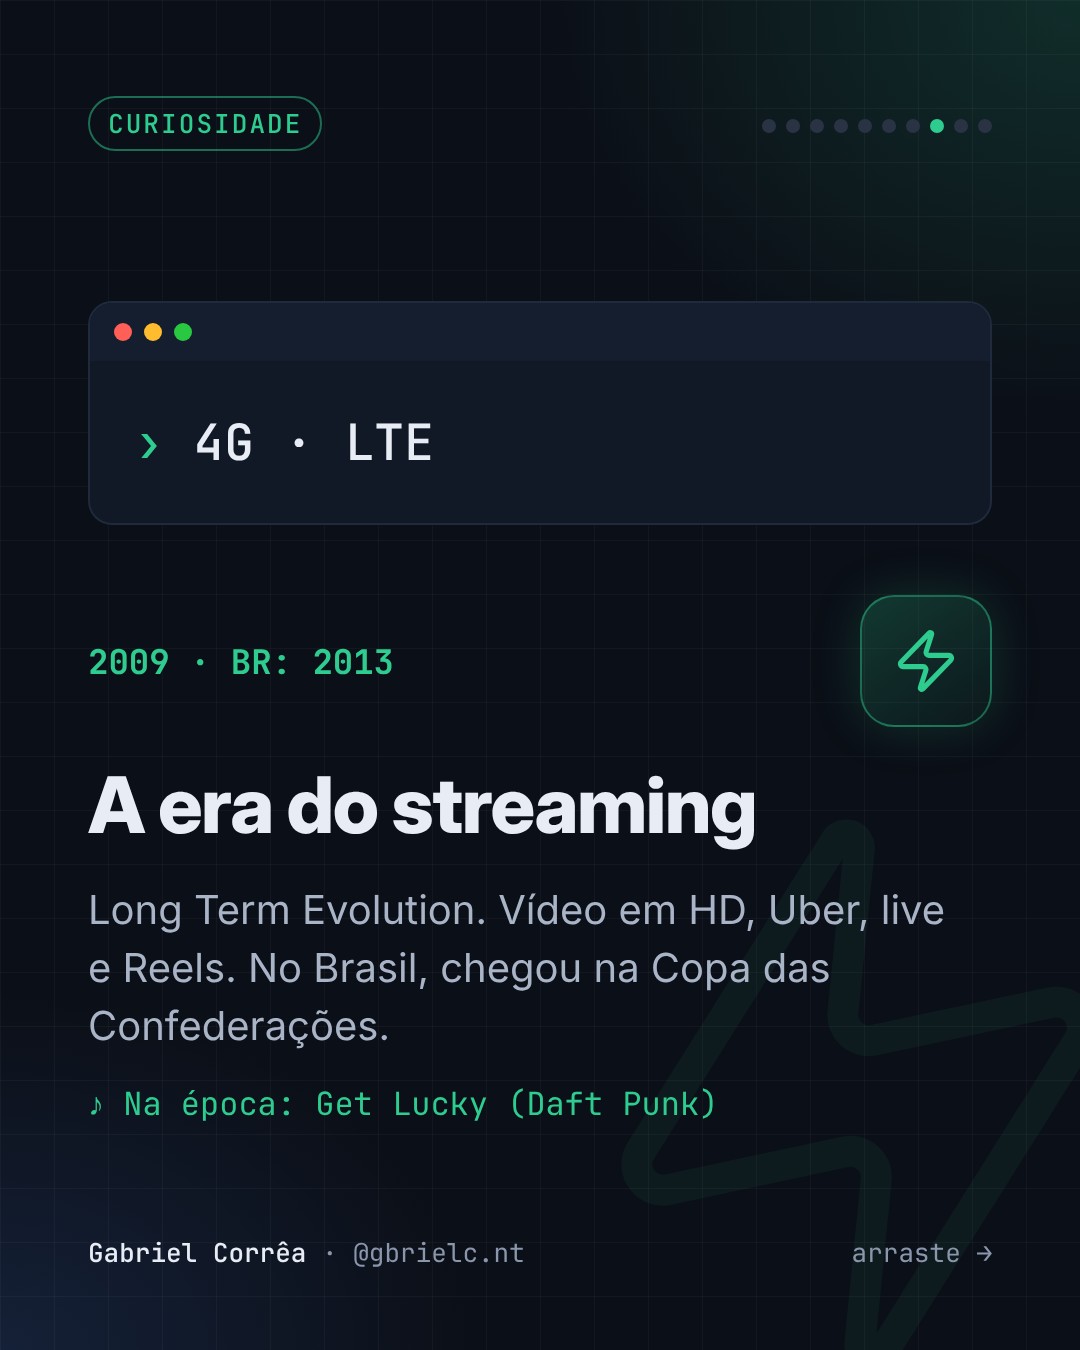 CURIOSIDADE
› 4G · LTE
2009 · BR: 2013
A era do streaming
Long Term Evolution. Vídeo em HD, Uber, live
e Reels. No Brasil, chegou na Copa das
Confederações.
♪ Na época: Get Lucky (Daft Punk)
Gabriel Corrêa · @gbrielc.nt
arraste →